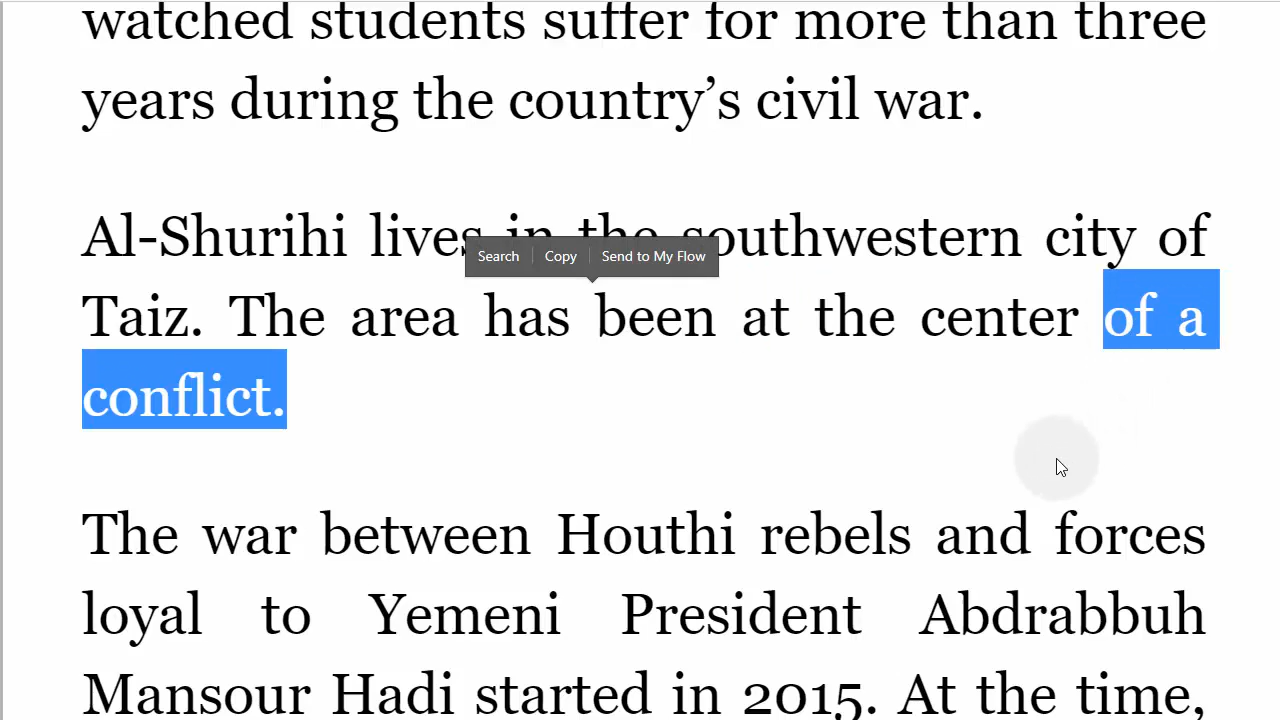 watched students suffer for more than three
years during the country’s civil war.
Al-Shurihi lives in the southwestern city of
Search Copy Send to My Flow
Taiz. The area has been at the center of a
conflict.
The war between Houthi rebels and forces
loyal to Yemeni President Abdrabbuh
Mansour Hadi started in 2015. At the time,